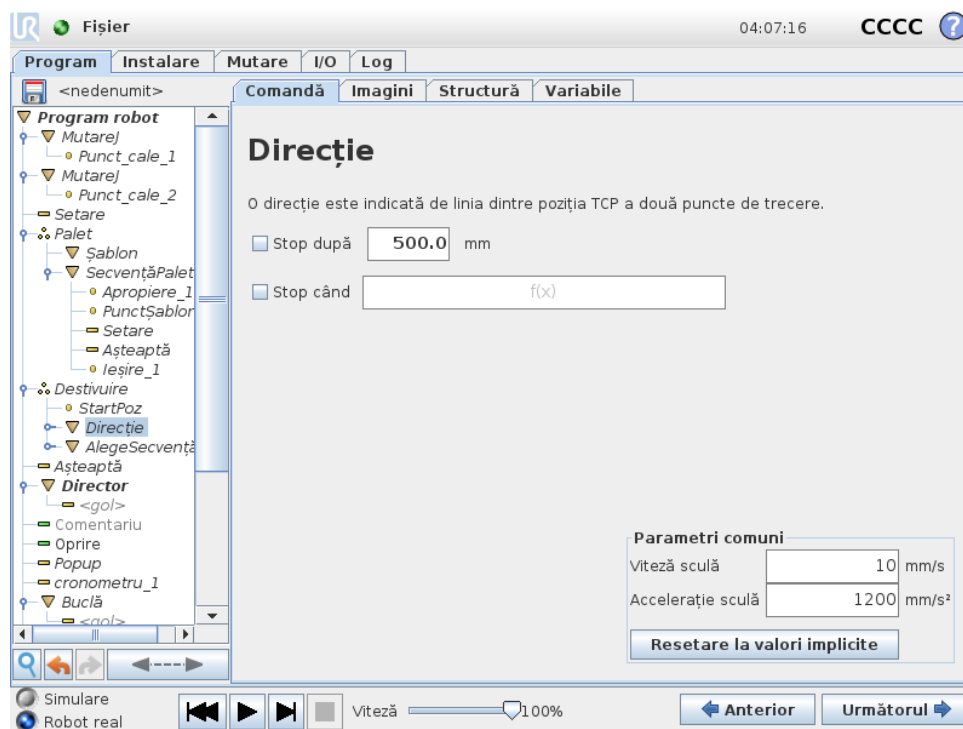 UR Fișier 04:07:16 CCCC ?
Program Instalare Mutare I/O Log
<nedenumit>
Comandă Imagini Structură Variabile
Program robot
MutareJ
Punct_cale_1
MutareJ
Punct_cale_2
Setare
Palet
Șablon
SecvențăPalet
Apropiere_1
PunctȘablon
Setare
Așteaptă
Ieșire_1
Destivuire
StartPoz
Direcție
AlegeSecvență
Așteaptă
Director
<gol>
Comentariu
Oprire
Popup
cronometru_1
Buclă
<gol>
Direcție
O direcție este indicată de linia dintre poziția TCP a două puncte de trecere.
Stop după 500.0 mm
Stop când f(x)
Parametri comuni
Viteză sculă 10 mm/s
Accelerație sculă 1200 mm/s²
Resetare la valori implicite
Simulare
Robot real
Viteză 100%
Anterior Următorul